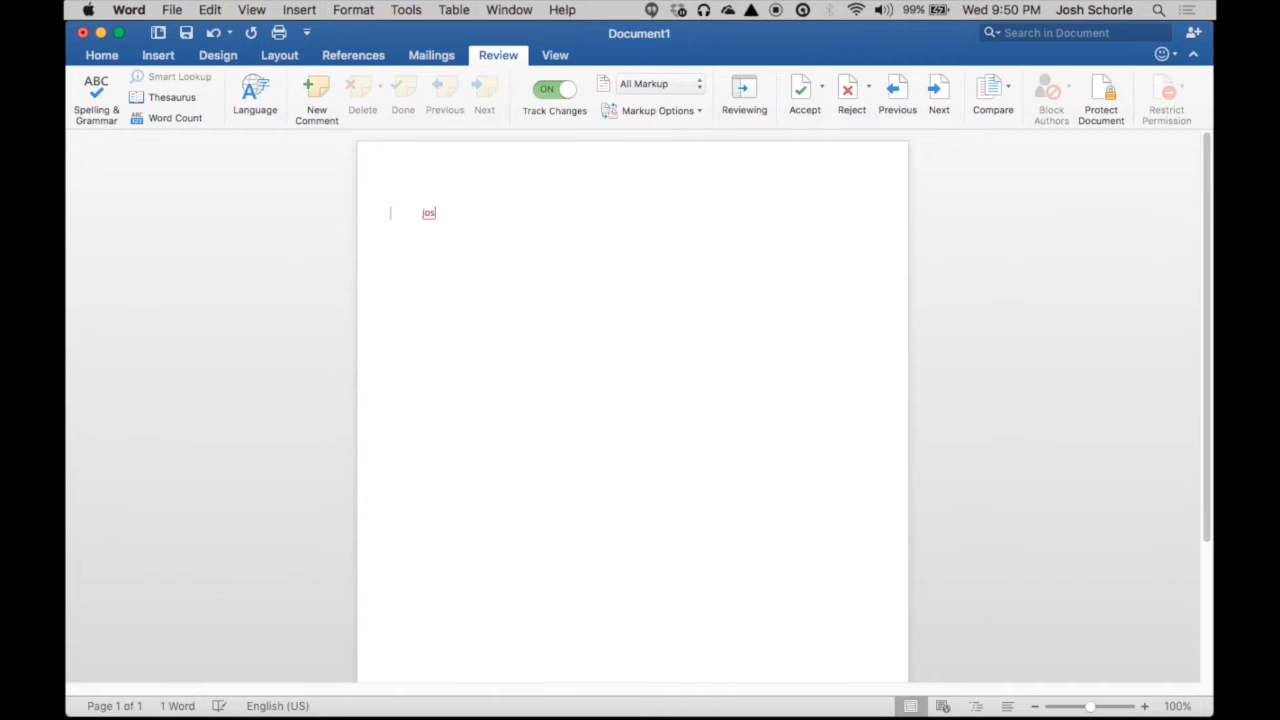 Word File Edit View Insert Format Tools Table Window Help 99% Wed 9:50 PM Josh Schorle
Document1
Search in Document
Home Insert Design Layout References Mailings Review View
ABC
Spelling & Grammar
Smart Lookup
Thesaurus
ABC 123 Word Count
Language
New Comment
Delete
Done
Previous
Next
ON
Track Changes
All Markup
Markup Options
Reviewing
Accept
Reject
Previous
Next
Compare
Block Authors
Protect Document
Restrict Permission
jos
Page 1 of 1 1 Word English (US) 100%